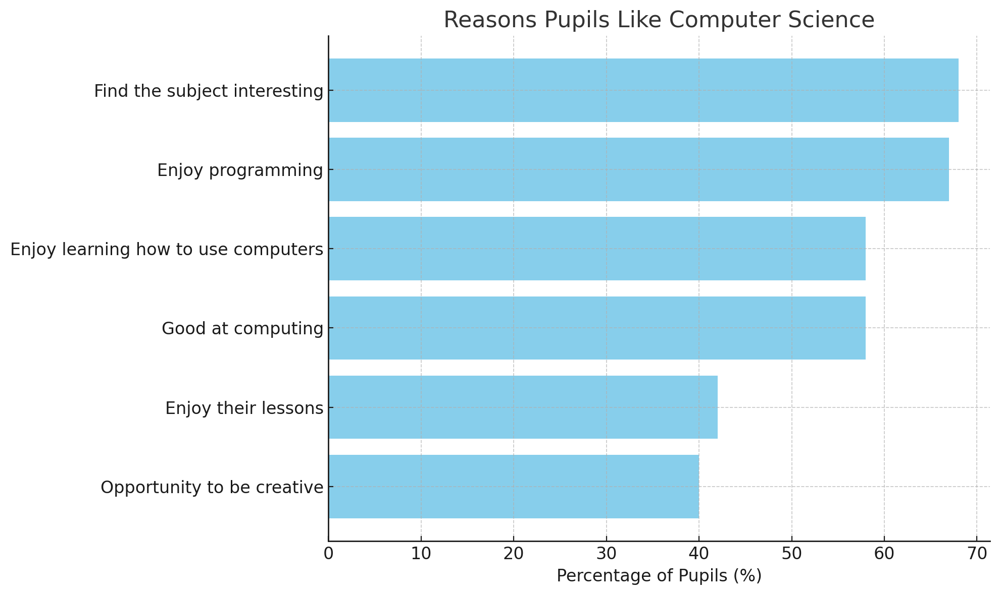 Reasons Pupils Like Computer Science
Find the subject interesting
Enjoy programming
Enjoy learning how to use computers
Good at computing
Enjoy their lessons
Opportunity to be creative
0 10 20 30 40 50 60 70
Percentage of Pupils (%)